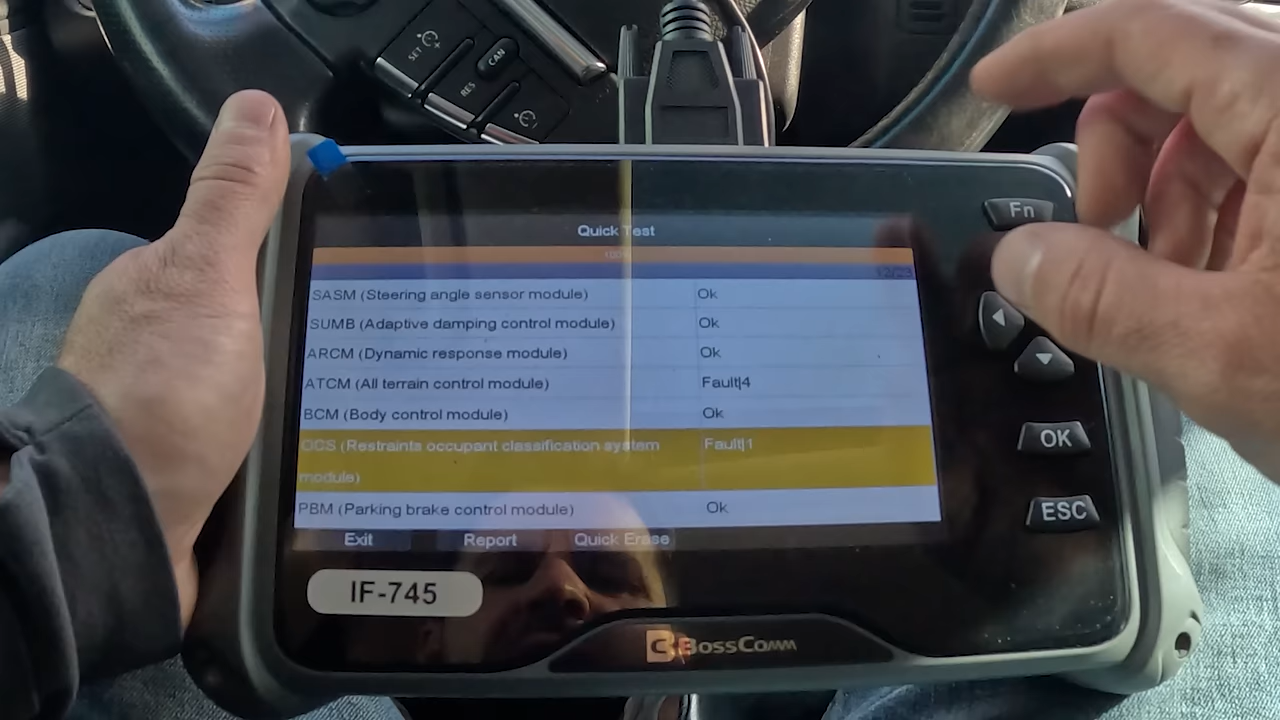 SET
CAN
RES
Fn
Quick Test
100%
12/23
SASM (Steering angle sensor module) Ok
SUMB (Adaptive damping control module) Ok
ARCM (Dynamic response module) Ok
ATCM (All terrain control module) Fault|4
BCM (Body control module) Ok
OCS (Restraints occupant classification system Fault|1
module)
PBM (Parking brake control module) Ok
Exit Report Quick Erase
OK
ESC
IF-745
BossComm